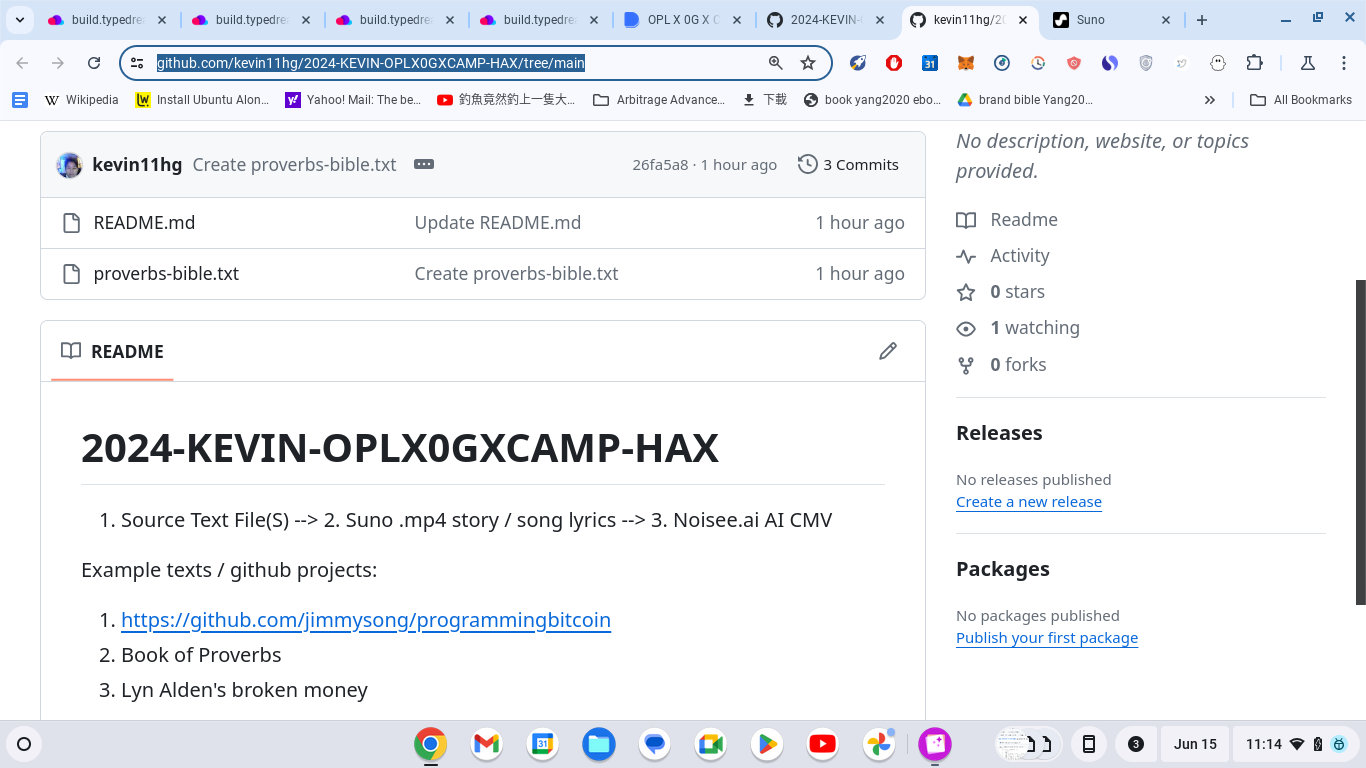 build.typedrea
build.typedrea
build.typedrea
build.typedrea
OPL X 0G X C
2024-KEVIN-
kevin11hg/20
Suno
github.com/kevin11hg/2024-KEVIN-OPLX0GXCAMP-HAX/tree/main
Wikipedia
Install Ubuntu Alon...
Yahoo! Mail: The be...
釣魚竟然釣上一隻大...
Arbitrage Advance...
下載
book yang2020 ebo...
brand bible Yang20...
All Bookmarks
kevin11hg Create proverbs-bible.txt
26fa5a8 · 1 hour ago
3 Commits
README.md
Update README.md
1 hour ago
proverbs-bible.txt
Create proverbs-bible.txt
1 hour ago
README
2024-KEVIN-OPLX0GXCAMP-HAX
1. Source Text File(S) --> 2. Suno .mp4 story / song lyrics --> 3. Noisee.ai AI CMV
Example texts / github projects:
1. https://github.com/jimmysong/programmingbitcoin
2. Book of Proverbs
3. Lyn Alden's broken money
No description, website, or topics
provided.
Readme
Activity
0 stars
1 watching
0 forks
Releases
No releases published
Create a new release
Packages
No packages published
Publish your first package
31
3
Jun 15
11:14